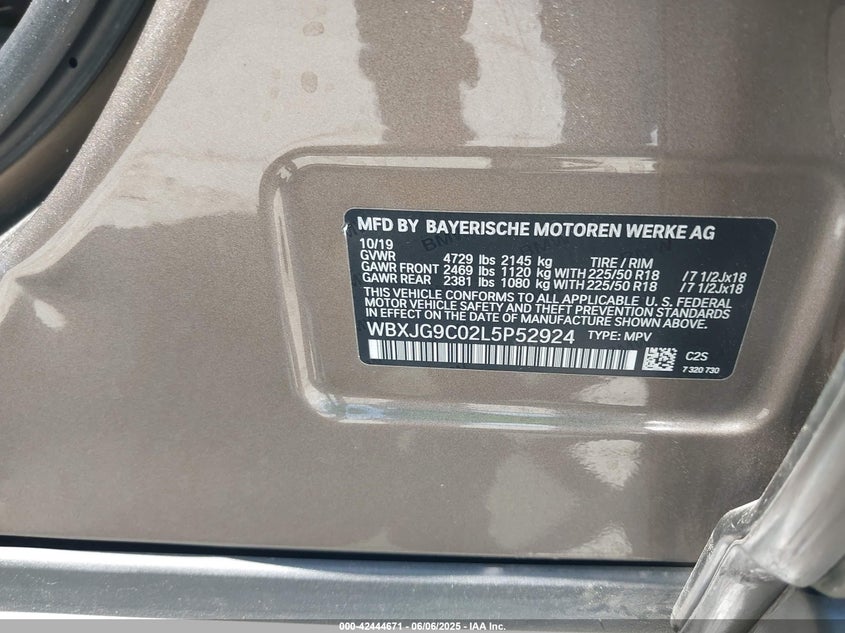 MFD BY BAYERISCHE MOTOREN WERKE AG
10/19
GVWR 4729 lbs 2145 kg TIRE / RIM
GAWR FRONT 2469 lbs 1120 kg WITH 225/50 R18 /7 1/2Jx18
GAWR REAR 2381 lbs 1080 kg WITH 225/50 R18 /7 1/2Jx18
THIS VEHICLE CONFORMS TO ALL APPLICABLE U. S. FEDERAL
MOTOR VEHICLE SAFETY AND THEFT PREVENTION STANDARDS
IN EFFECT ON THE DATE OF MANUFACTURE SHOWN ABOVE.
WBXJG9C02L5P52924 TYPE: MPV
C2S
7 320 730
000-42444671 - 06/06/2025 - IAA Inc.